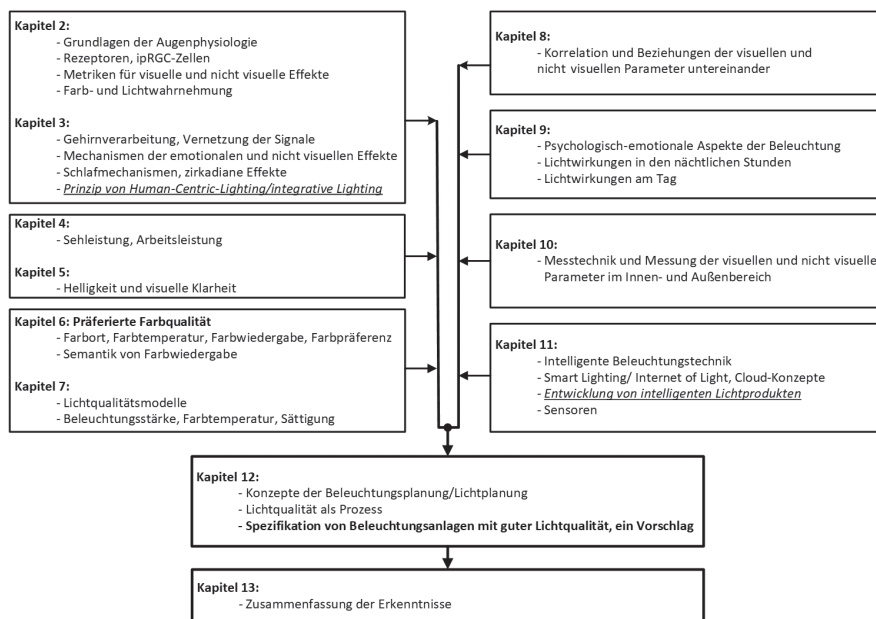 Kapitel 2:
- Grundlagen der Augenphysiologie
- Rezeptoren, ipRGC-Zellen
- Metriken für visuelle und nicht visuelle Effekte
- Farb- und Lichtwahrnehmung
Kapitel 3:
- Gehirnverarbeitung, Vernetzung der Signale
- Mechanismen der emotionalen und nicht visuellen Effekte
- Schlafmechanismen, zirkadiane Effekte
- Prinzip von Human-Centric-Lighting/integrative Lighting
Kapitel 4:
- Sehleistung, Arbeitsleistung
Kapitel 5:
- Helligkeit und visuelle Klarheit
Kapitel 6: Präferierte Farbqualität
- Farbort, Farbtemperatur, Farbwiedergabe, Farbpräferenz
- Semantik von Farbwiedergabe
Kapitel 7:
- Lichtqualitätsmodelle
- Beleuchtungsstärke, Farbtemperatur, Sättigung
Kapitel 8:
- Korrelation und Beziehungen der visuellen und
nicht visuellen Parameter untereinander
Kapitel 9:
- Psychologisch-emotionale Aspekte der Beleuchtung
- Lichtwirkungen in den nächtlichen Stunden
- Lichtwirkungen am Tag
Kapitel 10:
- Messtechnik und Messung der visuellen und nicht visuelle
Parameter im Innen- und Außenbereich
Kapitel 11:
- Intelligente Beleuchtungstechnik
- Smart Lighting/ Internet of Light, Cloud-Konzepte
- Entwicklung von intelligenten Lichtprodukten
- Sensoren
Kapitel 12:
- Konzepte der Beleuchtungsplanung/Lichtplanung
- Lichtqualität als Prozess
- Spezifikation von Beleuchtungsanlagen mit guter Lichtqualität, ein Vorschlag
Kapitel 13:
- Zusammenfassung der Erkenntnisse